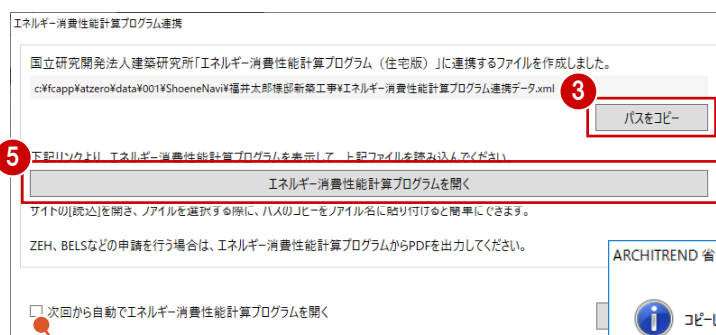 エネルギー消費性能計算プログラム連携
国立研究開発法人建築研究所「エネルギー消費性能計算プログラム（住宅版）」に連携するファイルを作成しました。
c:¥fcapp¥atzero¥data¥001¥ShoeneNavi¥福井太郎様邸新築工事¥エネルギー消費性能計算プログラム連携データ.xml
3
パスをコピー
5
下記リンクより、エネルギー消費性能計算プログラムを表示して、上記ファイルを読み込んでください。
エネルギー消費性能計算プログラムを開く
サイトの[読込]を開き、ファイルを選択する際に、パスのコピーをファイル名に貼り付けると簡単にできます。
ZEH、BELSなどの申請を行う場合は、エネルギー消費性能計算プログラムからPDFを出力してください。
ARCHITREND 省
次回から自動でエネルギー消費性能計算プログラムを開く
コピーし